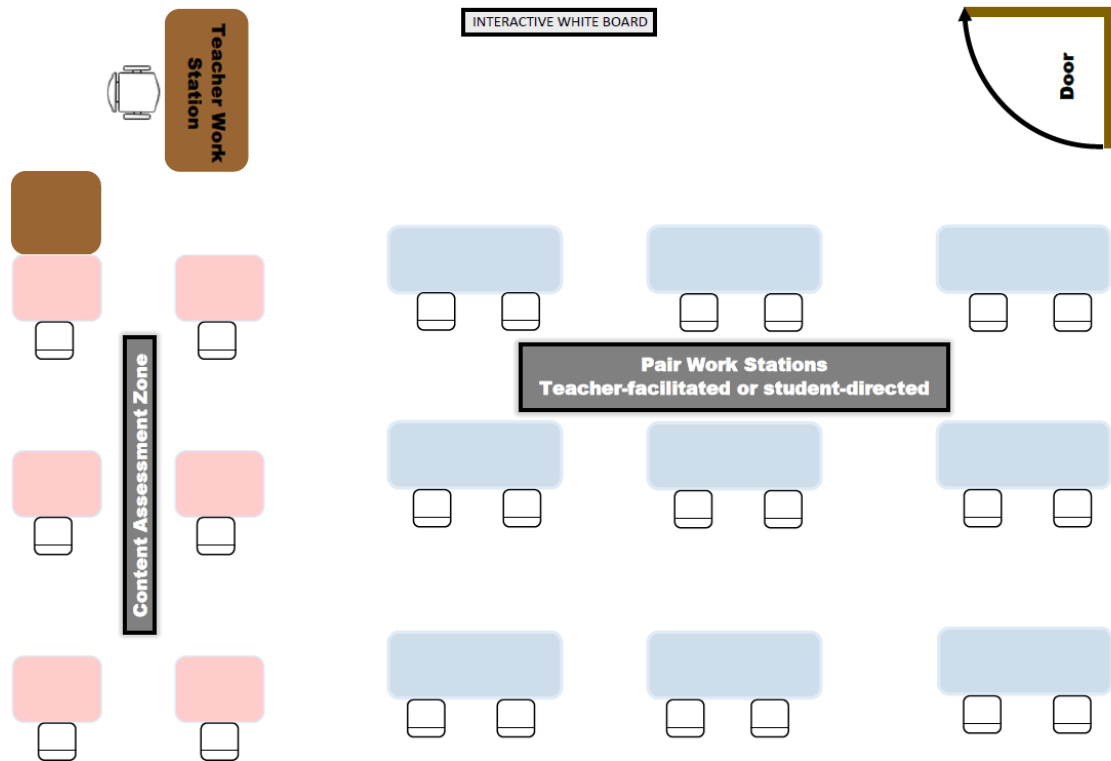 INTERACTIVE WHITE BOARD
Teacher Work
Station
Door
Pair Work Stations
Teacher-facilitated or student-directed
Content Assessment Zone